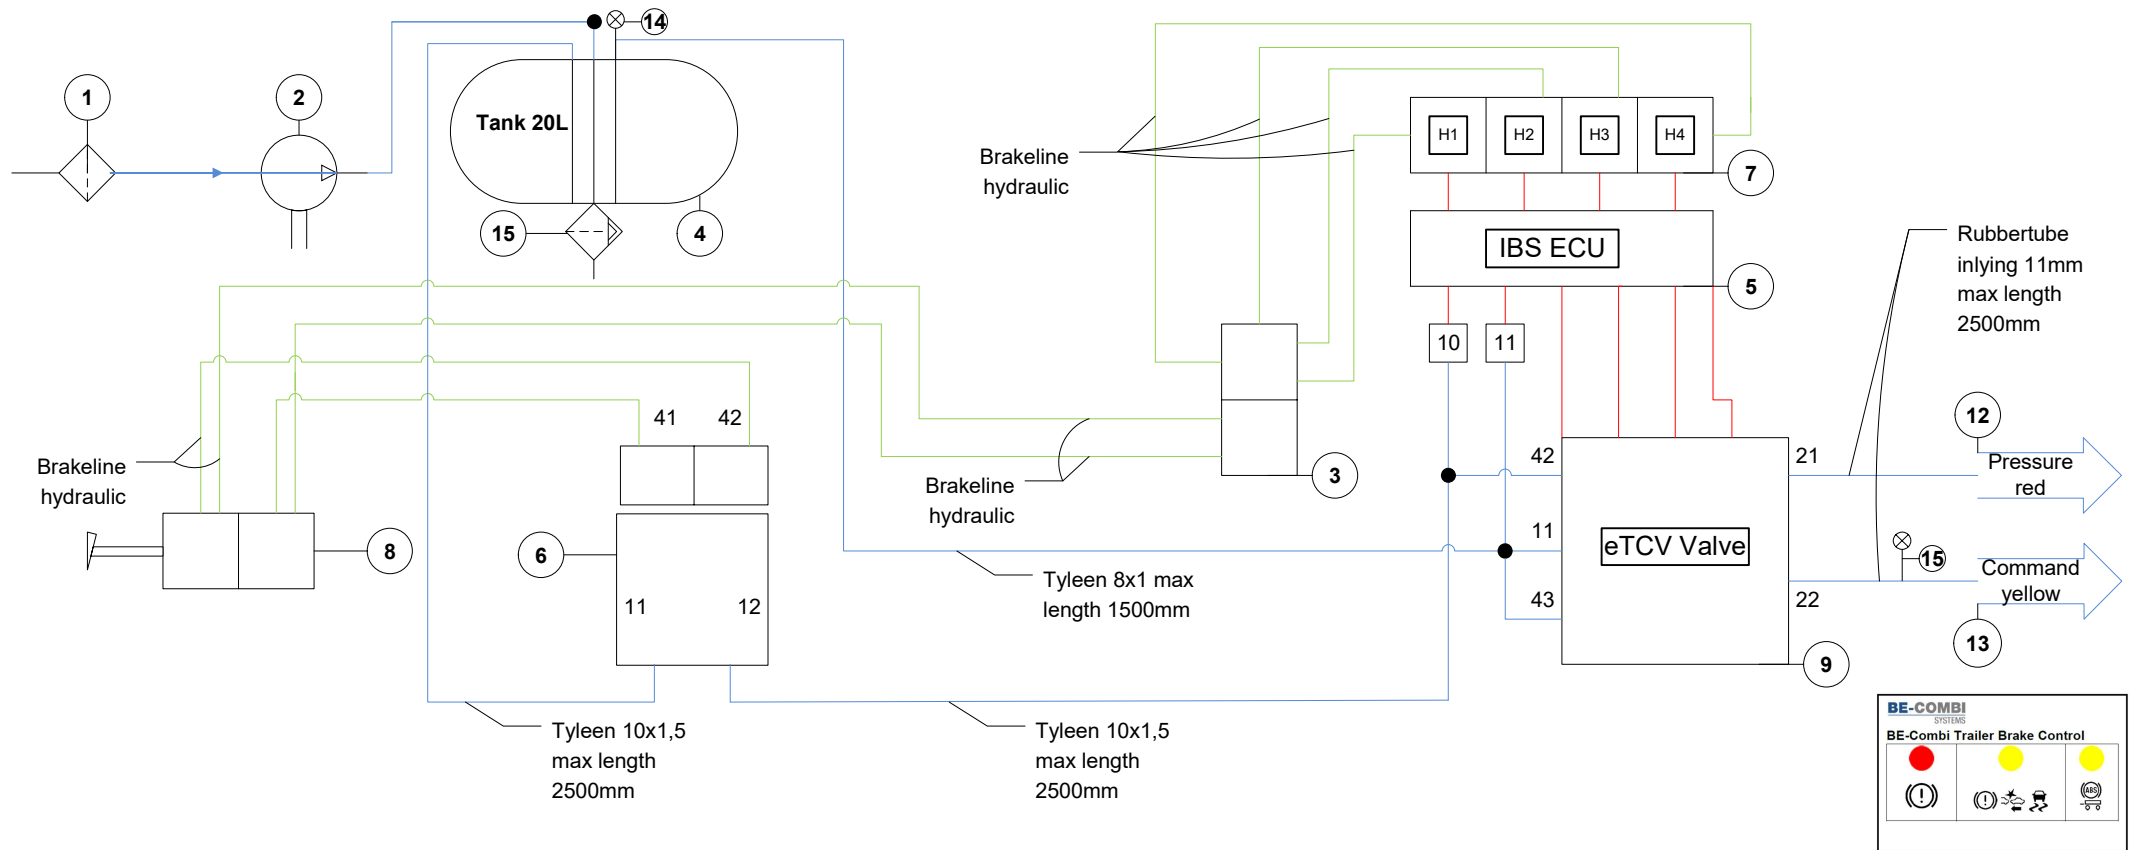 14
1
2
Tank 20L
H1
H2
H3
H4
Brakeline
hydraulic
7
15
4
IBS ECU
Rubbertube
inlying 11mm
max length
2500mm
5
10
11
41
42
12
Brakeline
hydraulic
42
21
Pressure
red
3
Brakeline
hydraulic
8
6
11
eTCV Valve
15
Command
yellow
Tyleen 8x1 max
length 1500mm
11
12
43
22
13
9
Tyleen 10x1,5
max length
2500mm
Tyleen 10x1,5
max length
2500mm
BE-COMBI
SYSTEMS
BE-Combi Trailer Brake Control
ABS